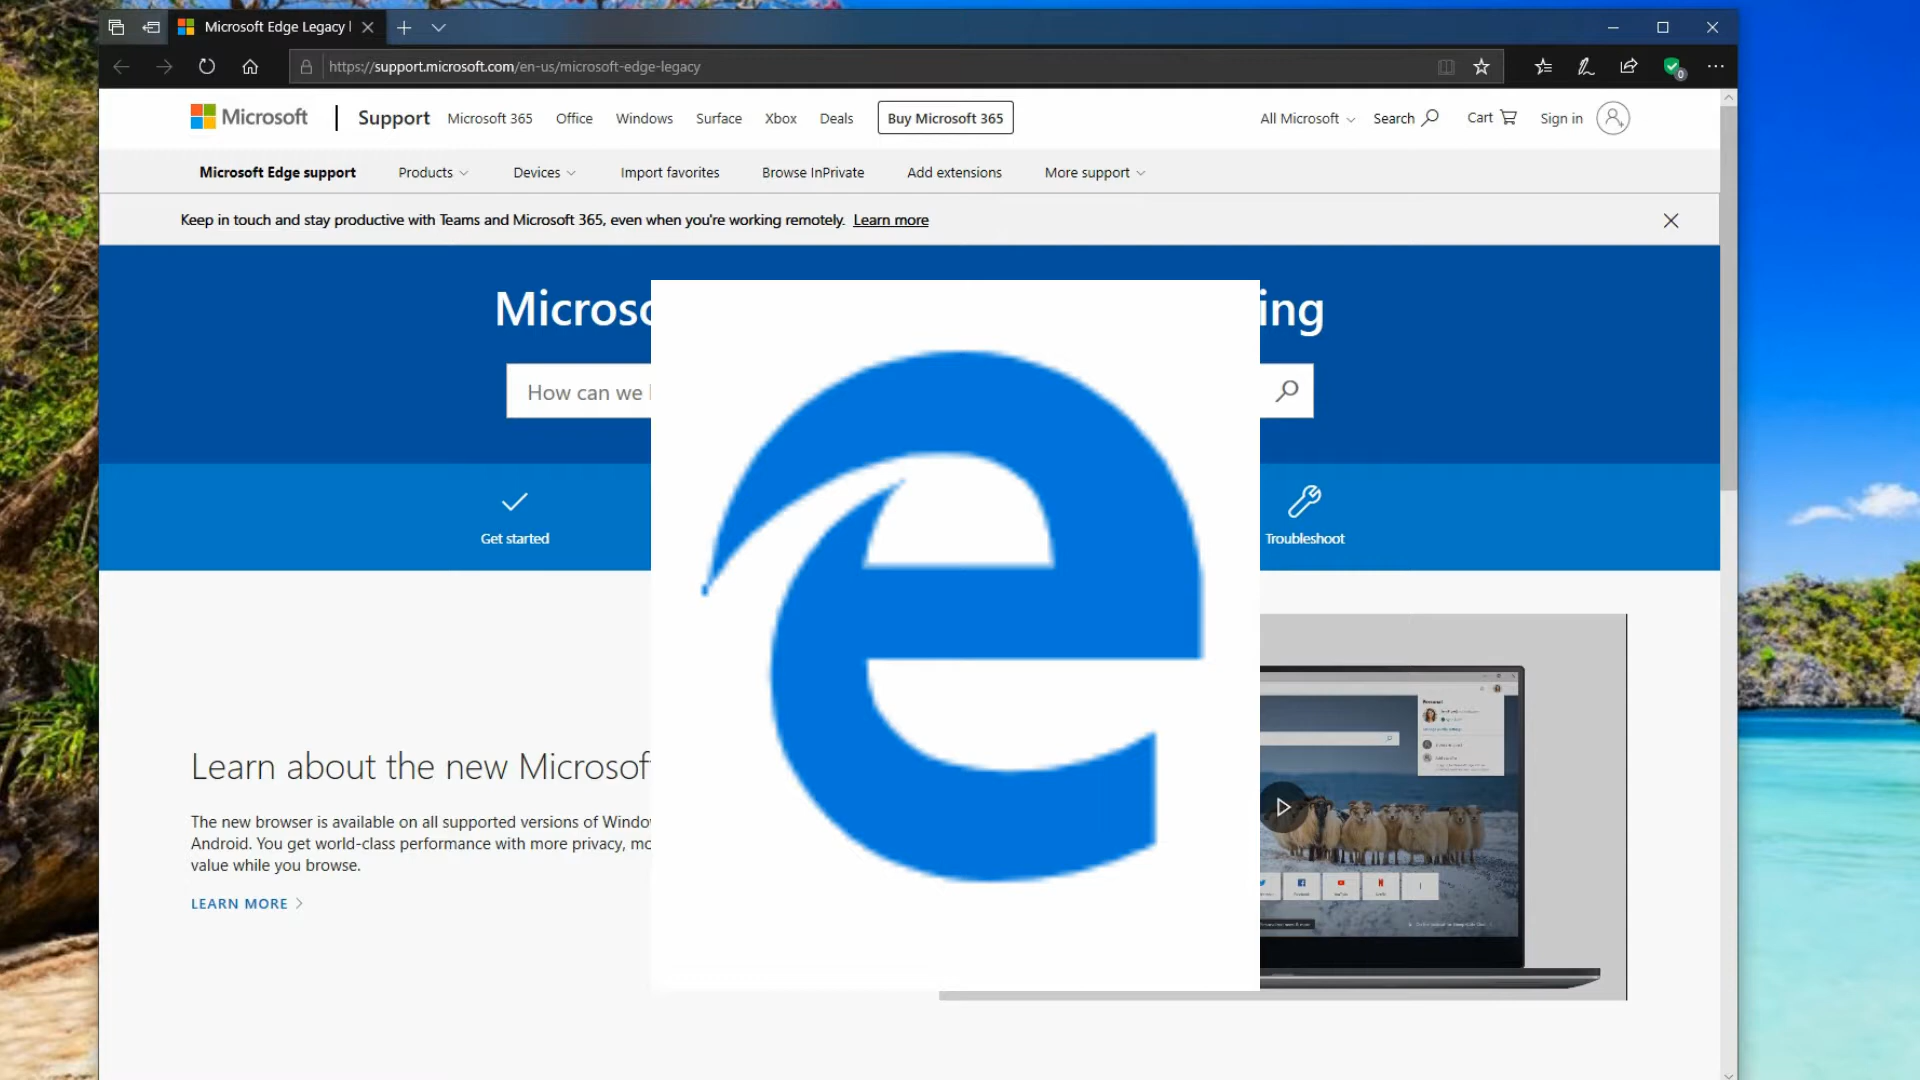 Microsoft Edge Legacy
https://support.microsoft.com/en-us/microsoft-edge-legacy
0
Microsoft
Support
Microsoft 365
Office
Windows
Surface
Xbox
Deals
Buy Microsoft 365
All Microsoft
Search
Cart
Sign in
Microsoft Edge support
Products
Devices
Import favorites
Browse InPrivate
Add extensions
More support
Keep in touch and stay productive with Teams and Microsoft 365, even when you're working remotely. Learn more
Microso ing
How can we
Get started
Troubleshoot
Learn about the new Microsof
The new browser is available on all supported versions of Windo
Android. You get world-class performance with more privacy, mo
value while you browse.
LEARN MORE